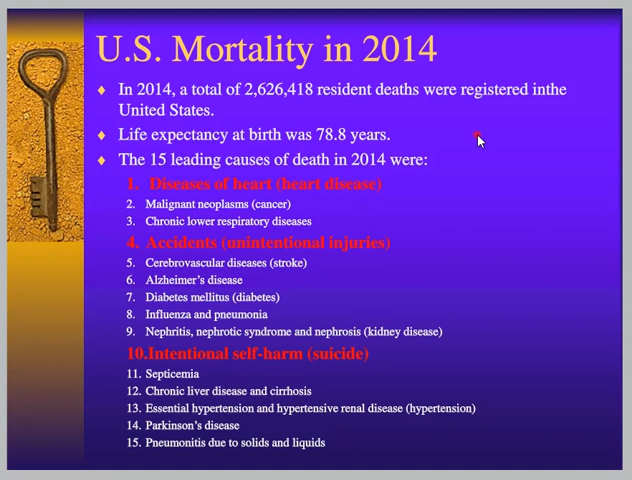 U.S. Mortality in 2014
♦ In 2014, a total of 2,626,418 resident deaths were registered inthe
United States.
♦ Life expectancy at birth was 78.8 years.
♦ The 15 leading causes of death in 2014 were:
1. Diseases of heart (heart disease)
2. Malignant neoplasms (cancer)
3. Chronic lower respiratory diseases
4. Accidents (unintentional injuries)
5. Cerebrovascular diseases (stroke)
6. Alzheimer’s disease
7. Diabetes mellitus (diabetes)
8. Influenza and pneumonia
9. Nephritis, nephrotic syndrome and nephrosis (kidney disease)
10.Intentional self-harm (suicide)
11. Septicemia
12. Chronic liver disease and cirrhosis
13. Essential hypertension and hypertensive renal disease (hypertension)
14. Parkinson’s disease
15. Pneumonitis due to solids and liquids